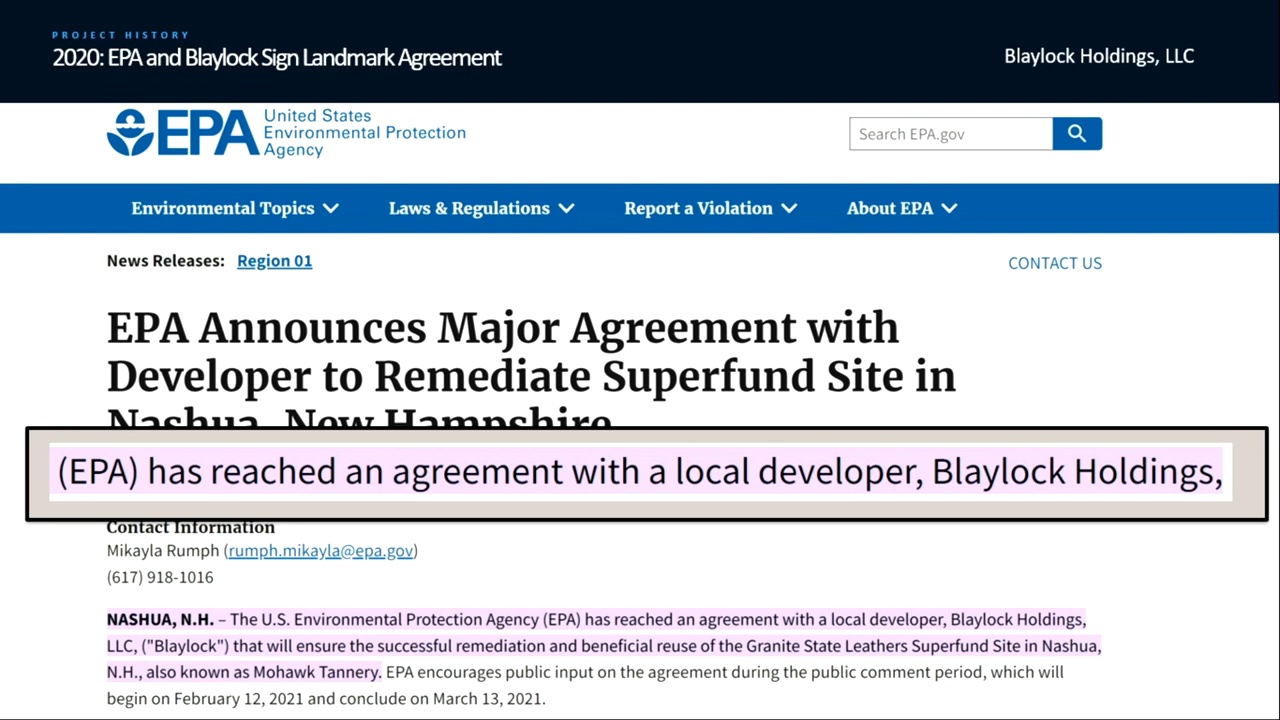 PROJECT HISTORY
2020: EPA and Blaylock Sign Landmark Agreement
Blaylock Holdings, LLC
EPA
United States
Environmental Protection
Agency
Search EPA.gov
Environmental Topics
Laws & Regulations
Report a Violation
About EPA
News Releases: Region 01
CONTACT US
EPA Announces Major Agreement with
Developer to Remediate Superfund Site in
Nashua, New Hampshire
(EPA) has reached an agreement with a local developer, Blaylock Holdings,
Contact Information
Mikayla Rumph (rumph.mikayla@epa.gov)
(617) 918-1016
NASHUA, N.H. – The U.S. Environmental Protection Agency (EPA) has reached an agreement with a local developer, Blaylock Holdings,
LLC, ("Blaylock") that will ensure the successful remediation and beneficial reuse of the Granite State Leathers Superfund Site in Nashua,
N.H., also known as Mohawk Tannery. EPA encourages public input on the agreement during the public comment period, which will
begin on February 12, 2021 and conclude on March 13, 2021.